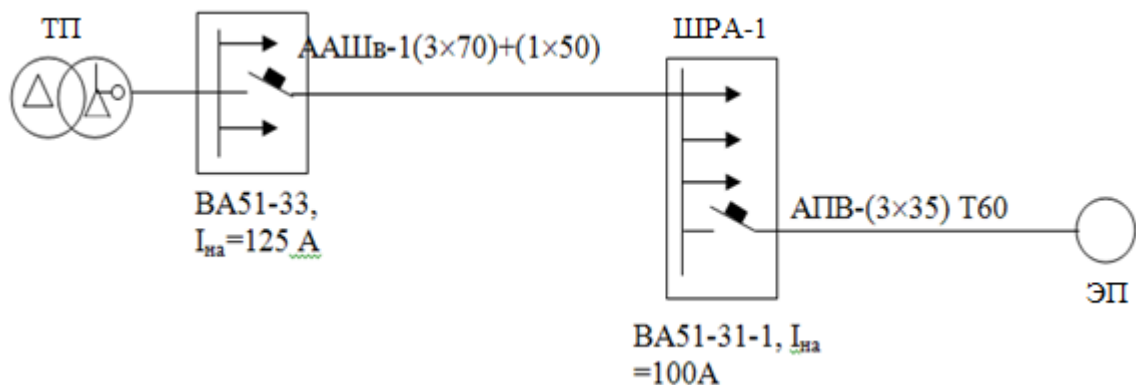 ТП
ААШв-1(3×70)+(1×50)
ШРА-1
ВА51-33,
Iна=125 А
АПВ-(3×35) Т60
ЭП
ВА51-31-1, Iна
=100А